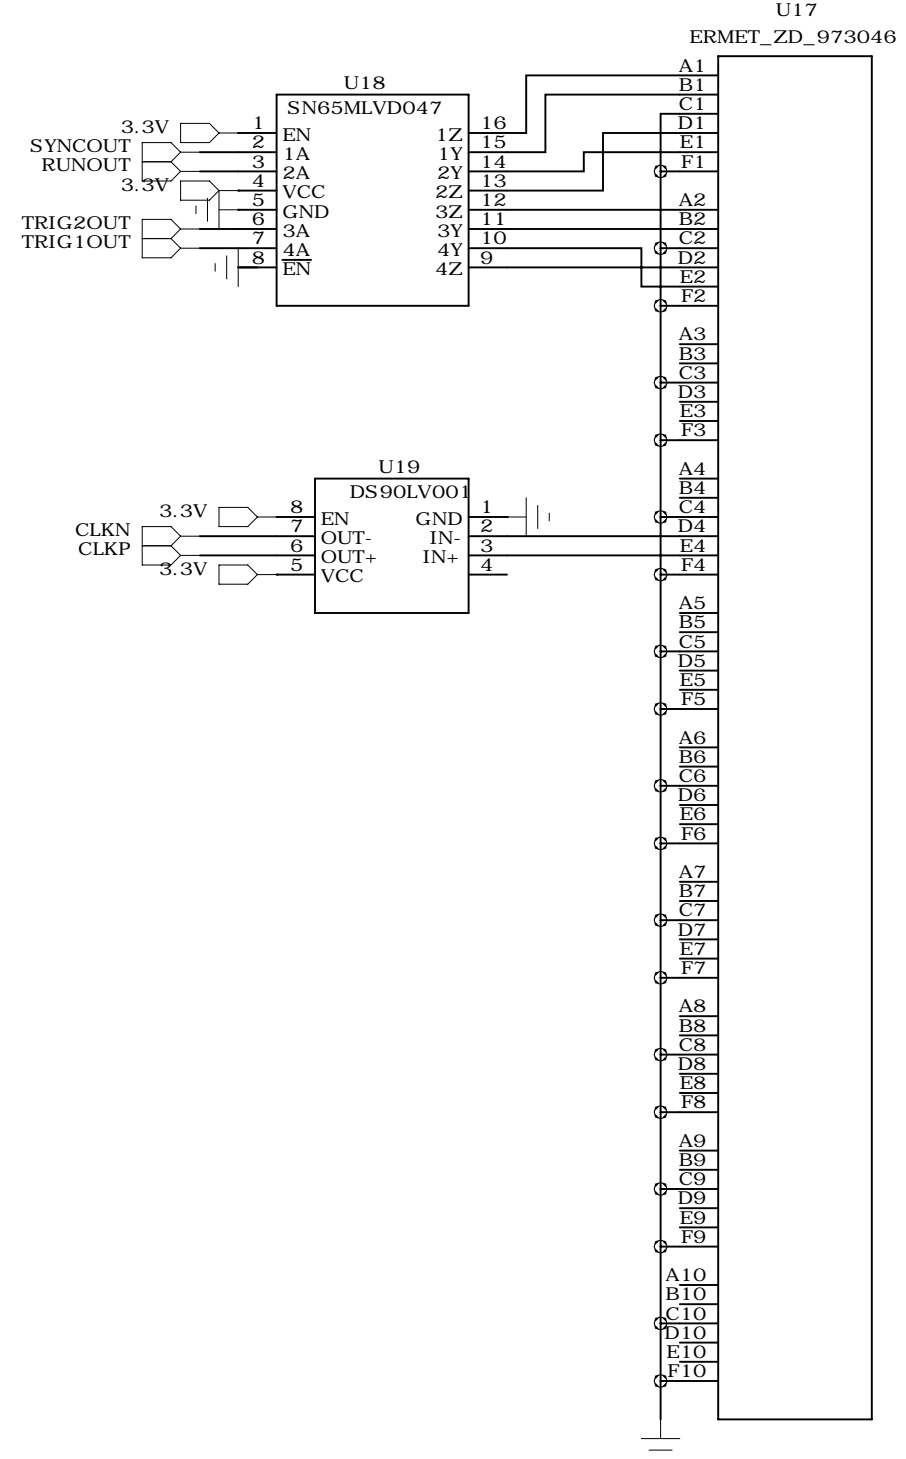 U17
ERMET_ZD_973046
U18
SN65MLVD047
3.3V 1 EN 1Z 16
SYNCOUT 2 1A 1Y 15
RUNOUT 3 2A 2Y 14
3.3V 4 VCC 2Z 13
5 GND 3Z 12
TRIG2OUT 6 3A 3Y 11
TRIG1OUT 7 4A 4Y 10
8 EN 4Z 9
A1
B1
C1
D1
E1
F1
A2
B2
C2
D2
E2
F2
A3
B3
C3
D3
E3
F3
U19
DS90LV001
3.3V 8 EN GND 1
CLKN 7 OUT- IN- 2
CLKP 6 OUT+ IN+ 3
3.3V 5 VCC 4
A4
B4
C4
D4
E4
F4
A5
B5
C5
D5
E5
F5
A6
B6
C6
D6
E6
F6
A7
B7
C7
D7
E7
F7
A8
B8
C8
D8
E8
F8
A9
B9
C9
D9
E9
F9
A10
B10
C10
D10
E10
F10